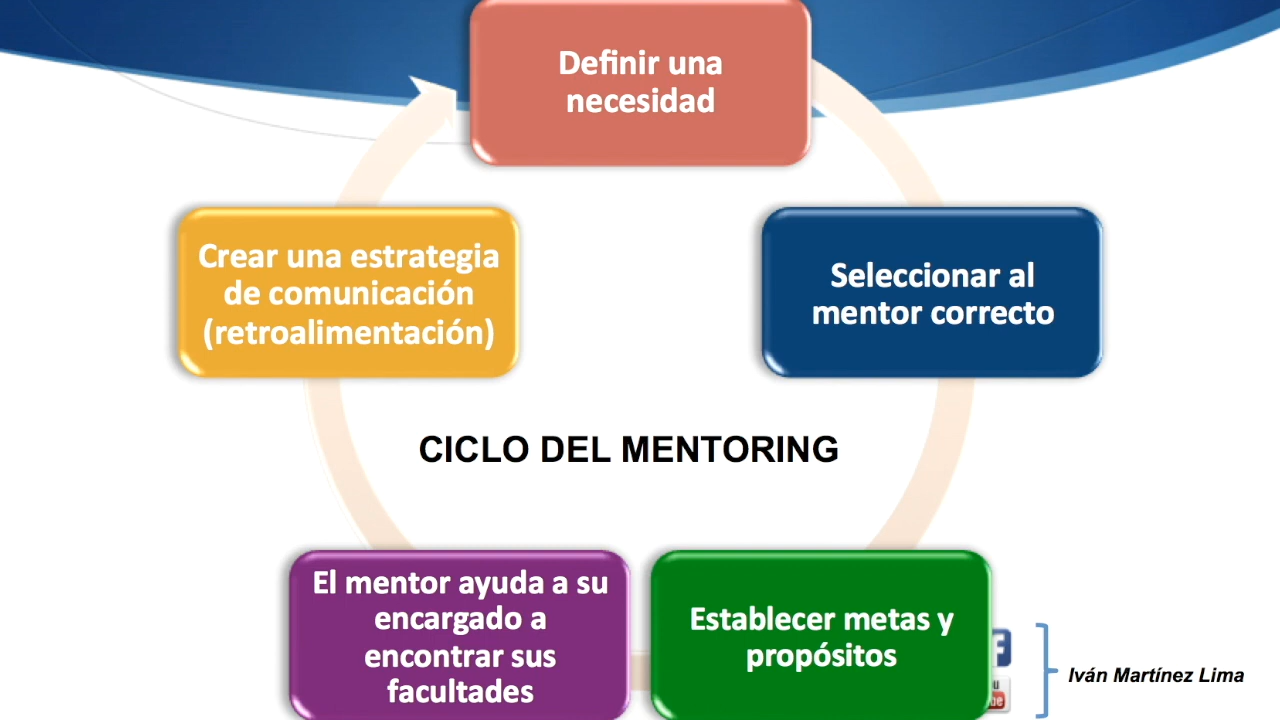 Definir una
necesidad
Seleccionar al
mentor correcto
Establecer metas y
propósitos
El mentor ayuda a su
encargado a
encontrar sus
facultades
Crear una estrategia
de comunicación
(retroalimentación)
CICLO DEL MENTORING
Iván Martínez Lima